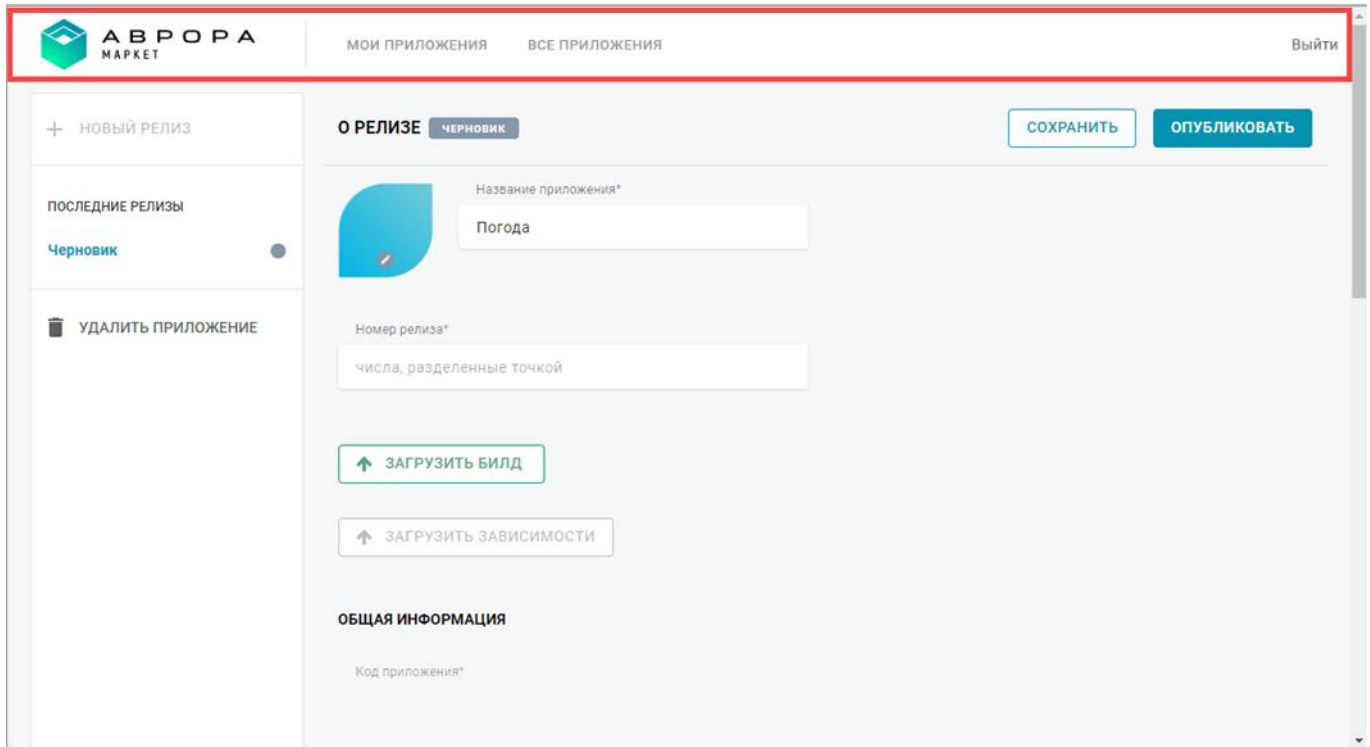 АВРОРА
МАРКЕТ
МОИ ПРИЛОЖЕНИЯ
ВСЕ ПРИЛОЖЕНИЯ
Выйти
НОВЫЙ РЕЛИЗ
ПОСЛЕДНИЕ РЕЛИЗЫ
Черновик
УДАЛИТЬ ПРИЛОЖЕНИЕ
О РЕЛИЗЕ
ЧЕРНОВИК
СОХРАНИТЬ
ОПУБЛИКОВАТЬ
Название приложения*
Погода
Номер релиза*
числа, разделенные точкой
ЗАГРУЗИТЬ БИЛД
ЗАГРУЗИТЬ ЗАВИСИМОСТИ
ОБЩАЯ ИНФОРМАЦИЯ
Код приложения*